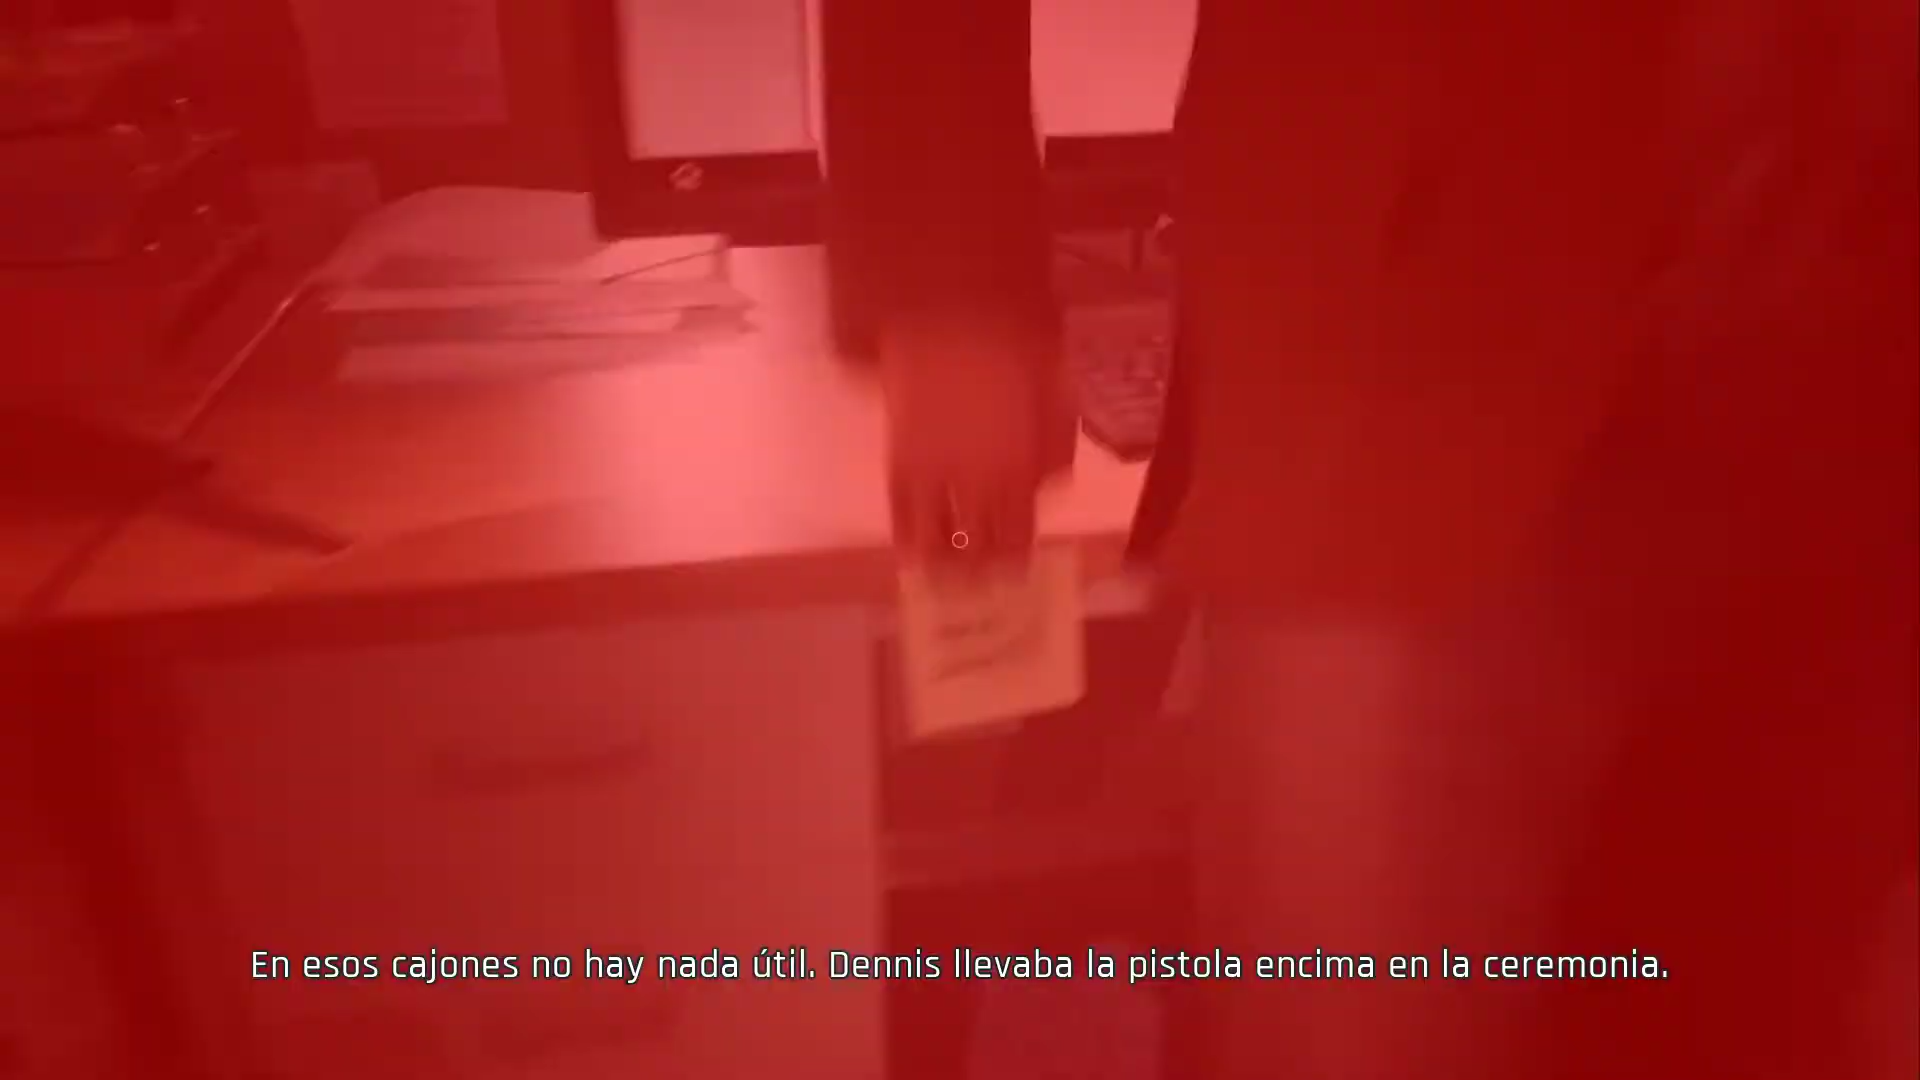 En esos cajones no hay nada útil. Dennis llevaba la pistola encima en la ceremonia.